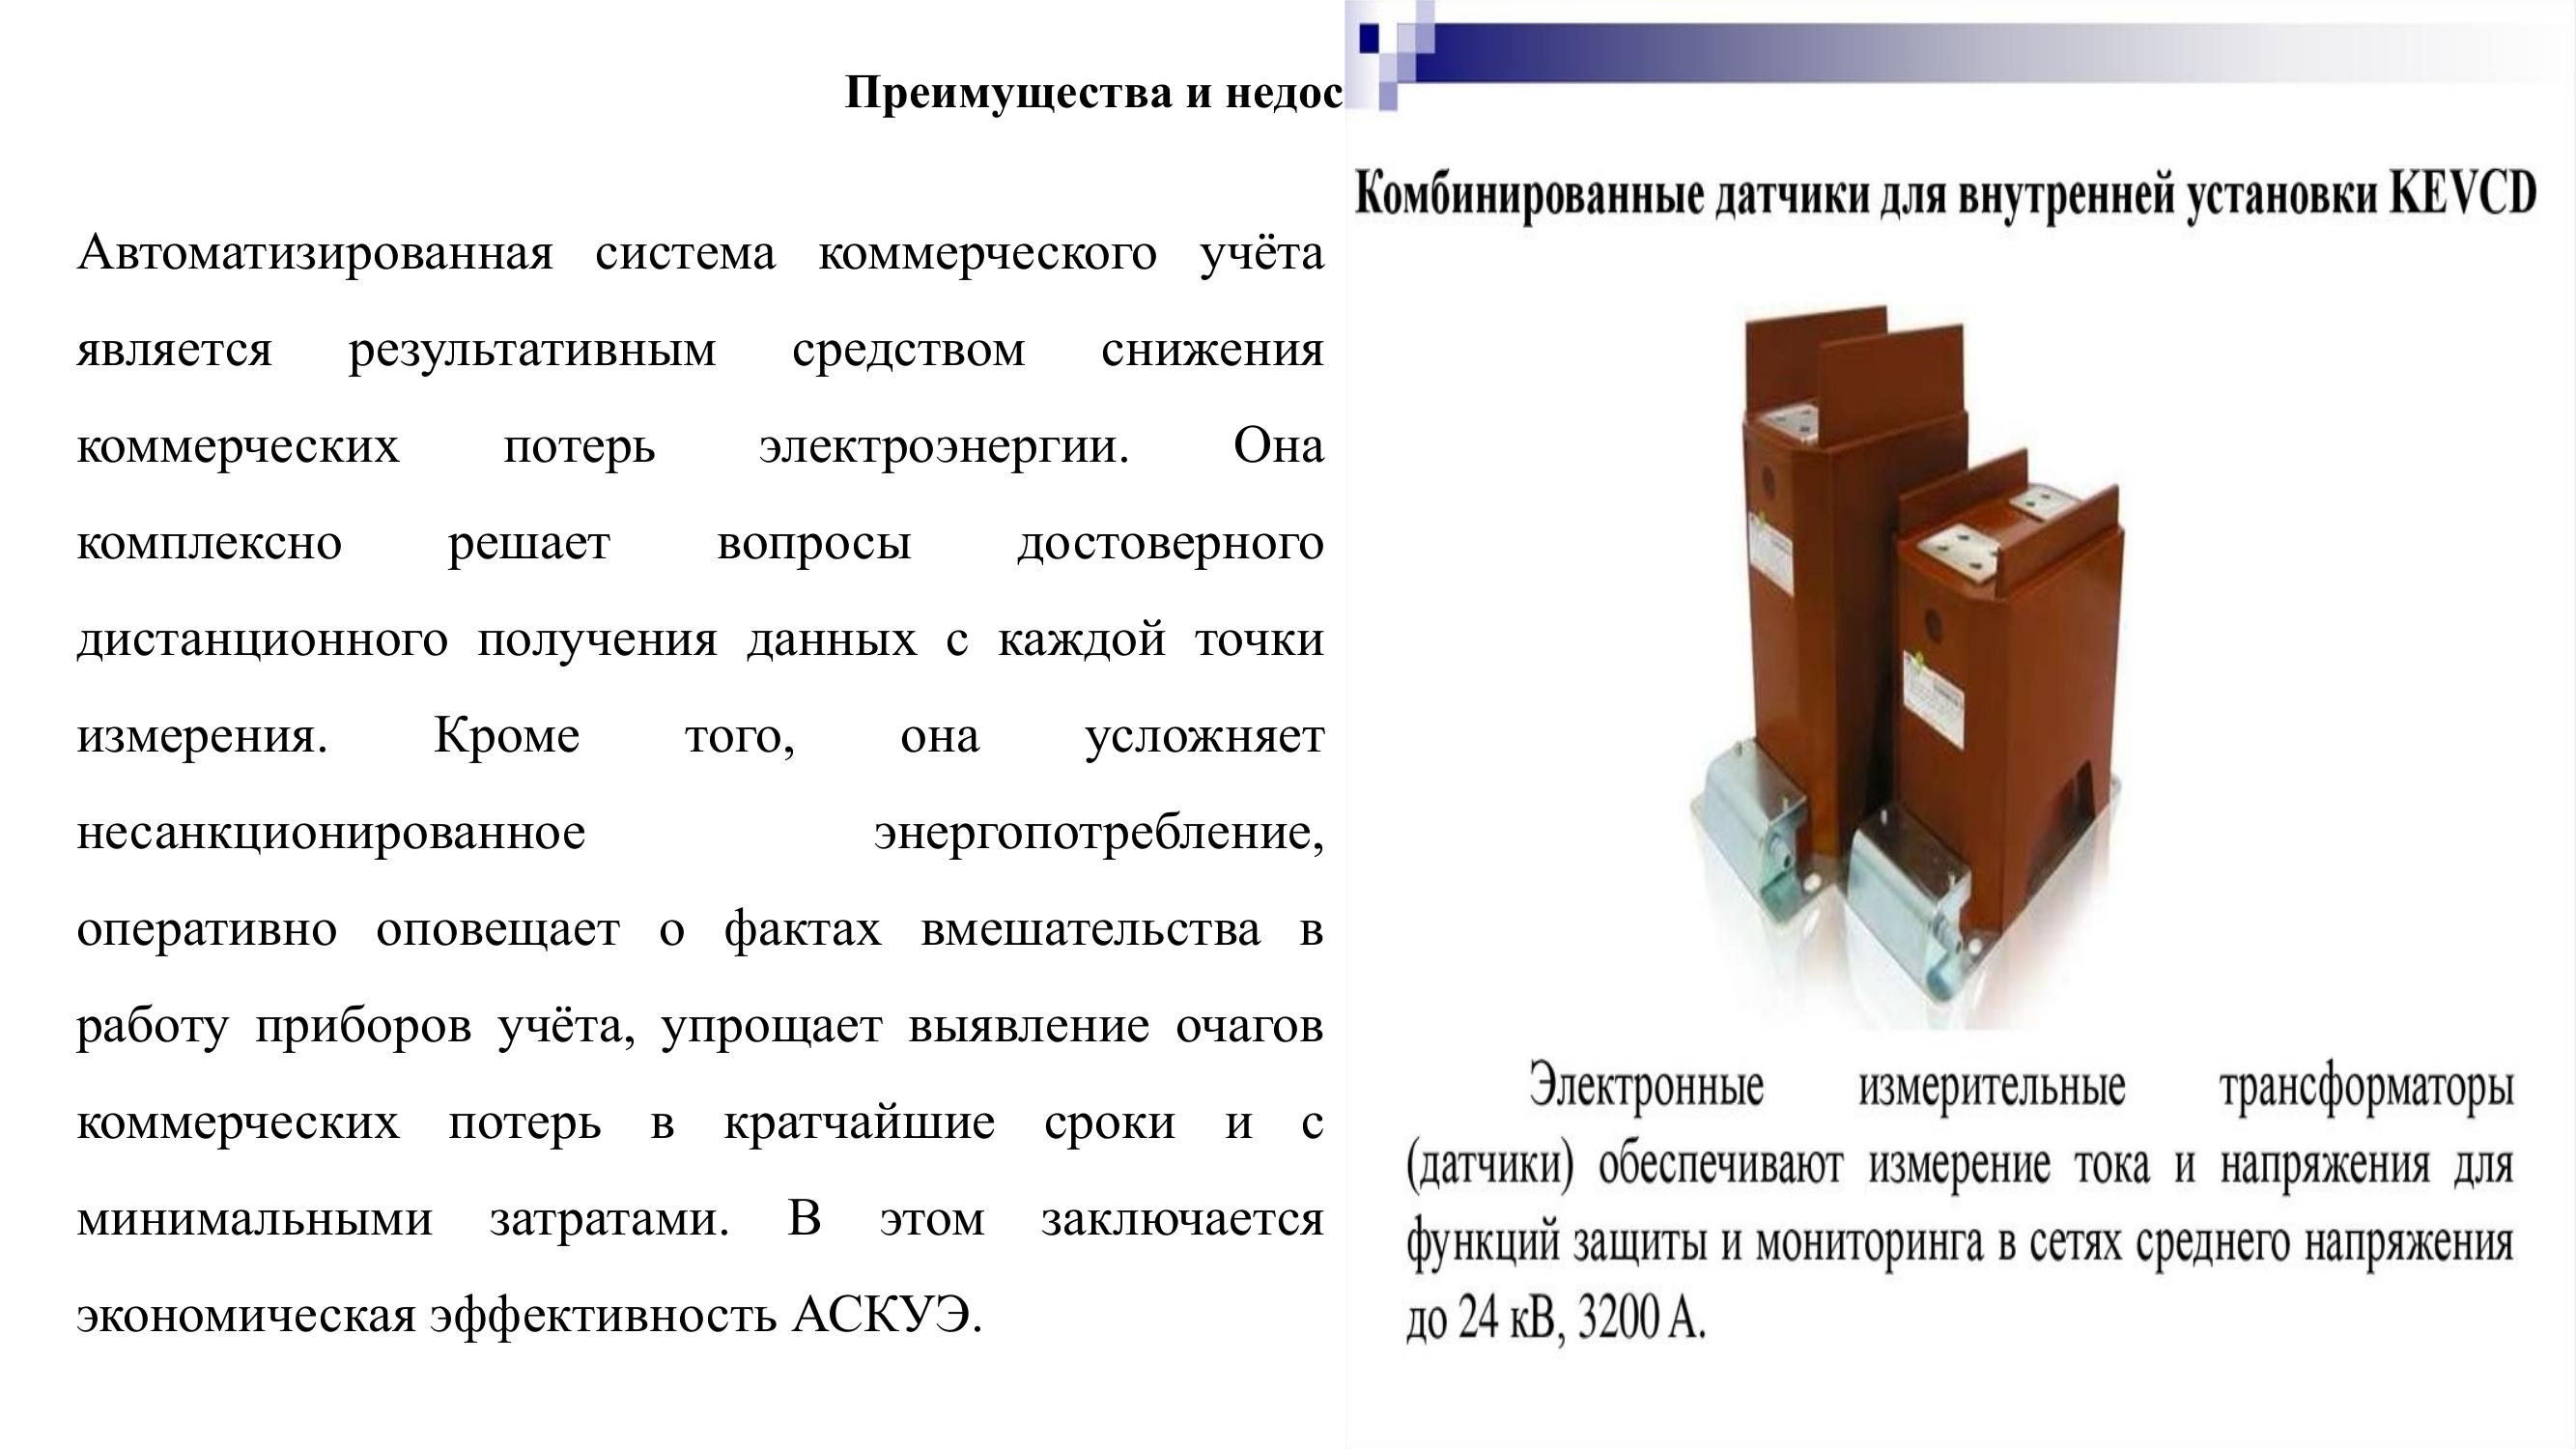 Преимущества и недос
Автоматизированная система коммерческого учёта
является результативным средством снижения
коммерческих потерь электроэнергии. Она
комплексно решает вопросы достоверного
дистанционного получения данных с каждой точки
измерения. Кроме того, она усложняет
несанкционированное энергопотребление,
оперативно оповещает о фактах вмешательства в
работу приборов учёта, упрощает выявление очагов
коммерческих потерь в кратчайшие сроки и с
минимальными затратами. В этом заключается
экономическая эффективность АСКУЭ.
Комбинированные датчики для внутренней установки KEVCD
Электронные измерительные трансформаторы
(датчики) обеспечивают измерение тока и напряжения для
функций защиты и мониторинга в сетях среднего напряжения
до 24 кВ, 3200 А.